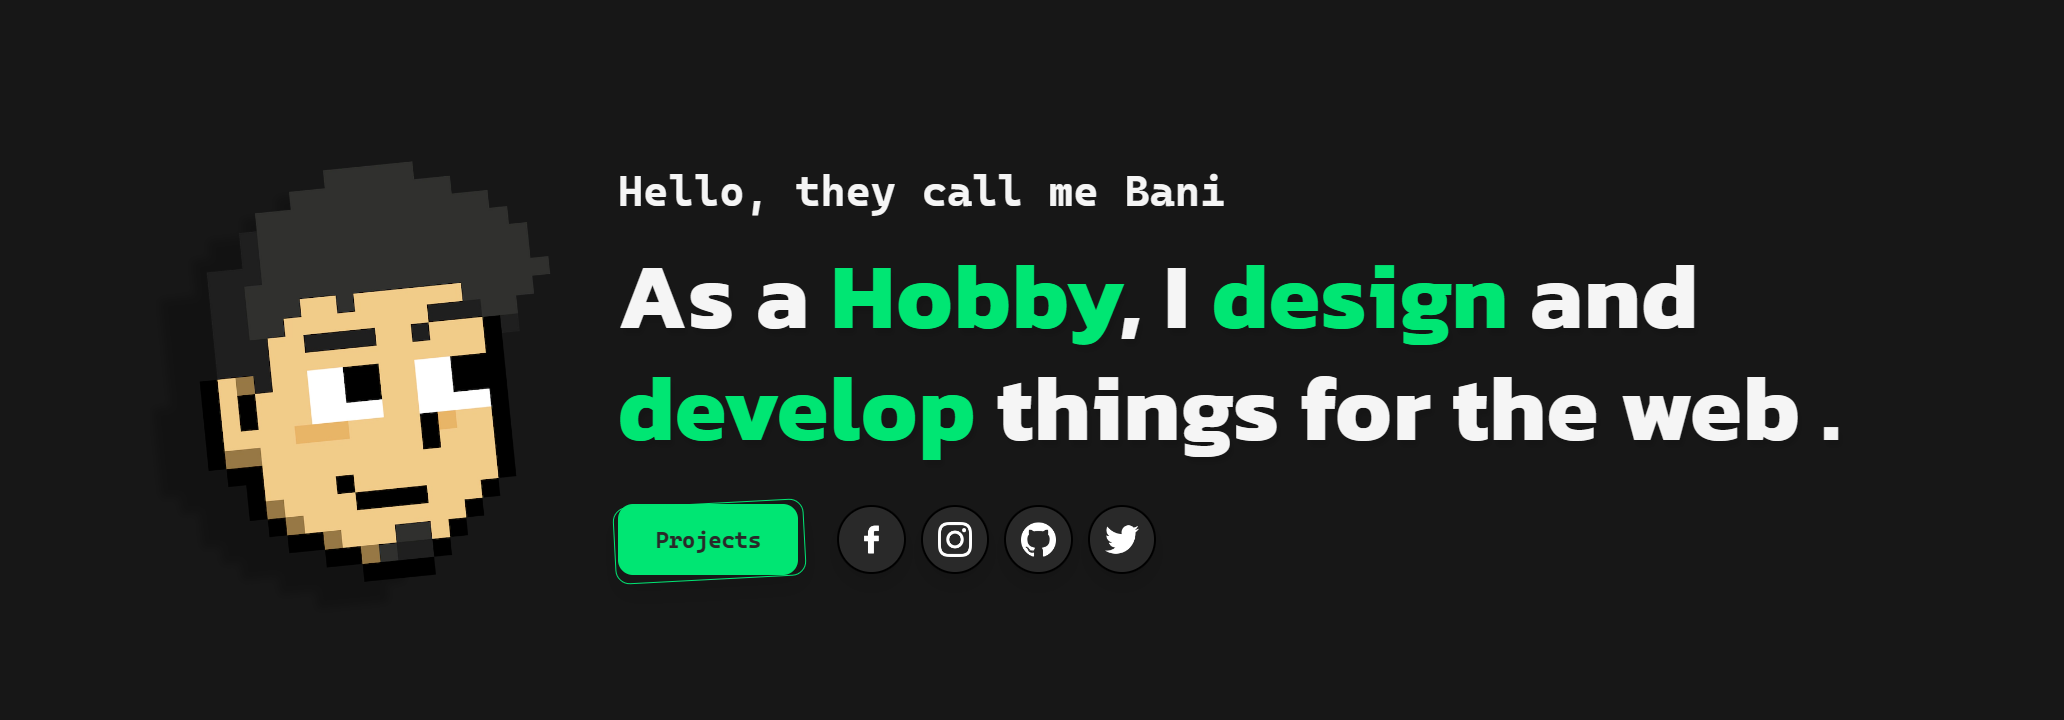 Hello, they call me Bani
As a Hobby, I design and
develop things for the web .
Projects